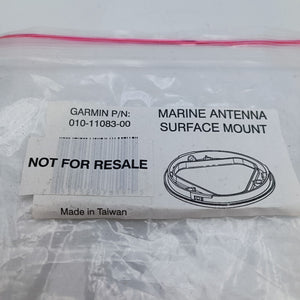 GARMIN P/N:
010-11083-00
MARINE ANTENNA
SURFACE MOUNT
NOT FOR RESALE
Made in Taiwan